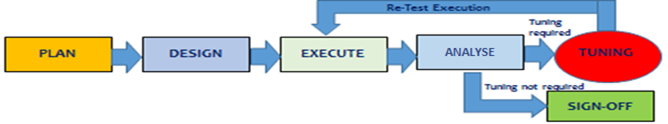 Re-Test Execution
Tuning
required
PLAN
DESIGN
EXECUTE
ANALYSE
TUNING
Tuning not required
SIGN-OFF